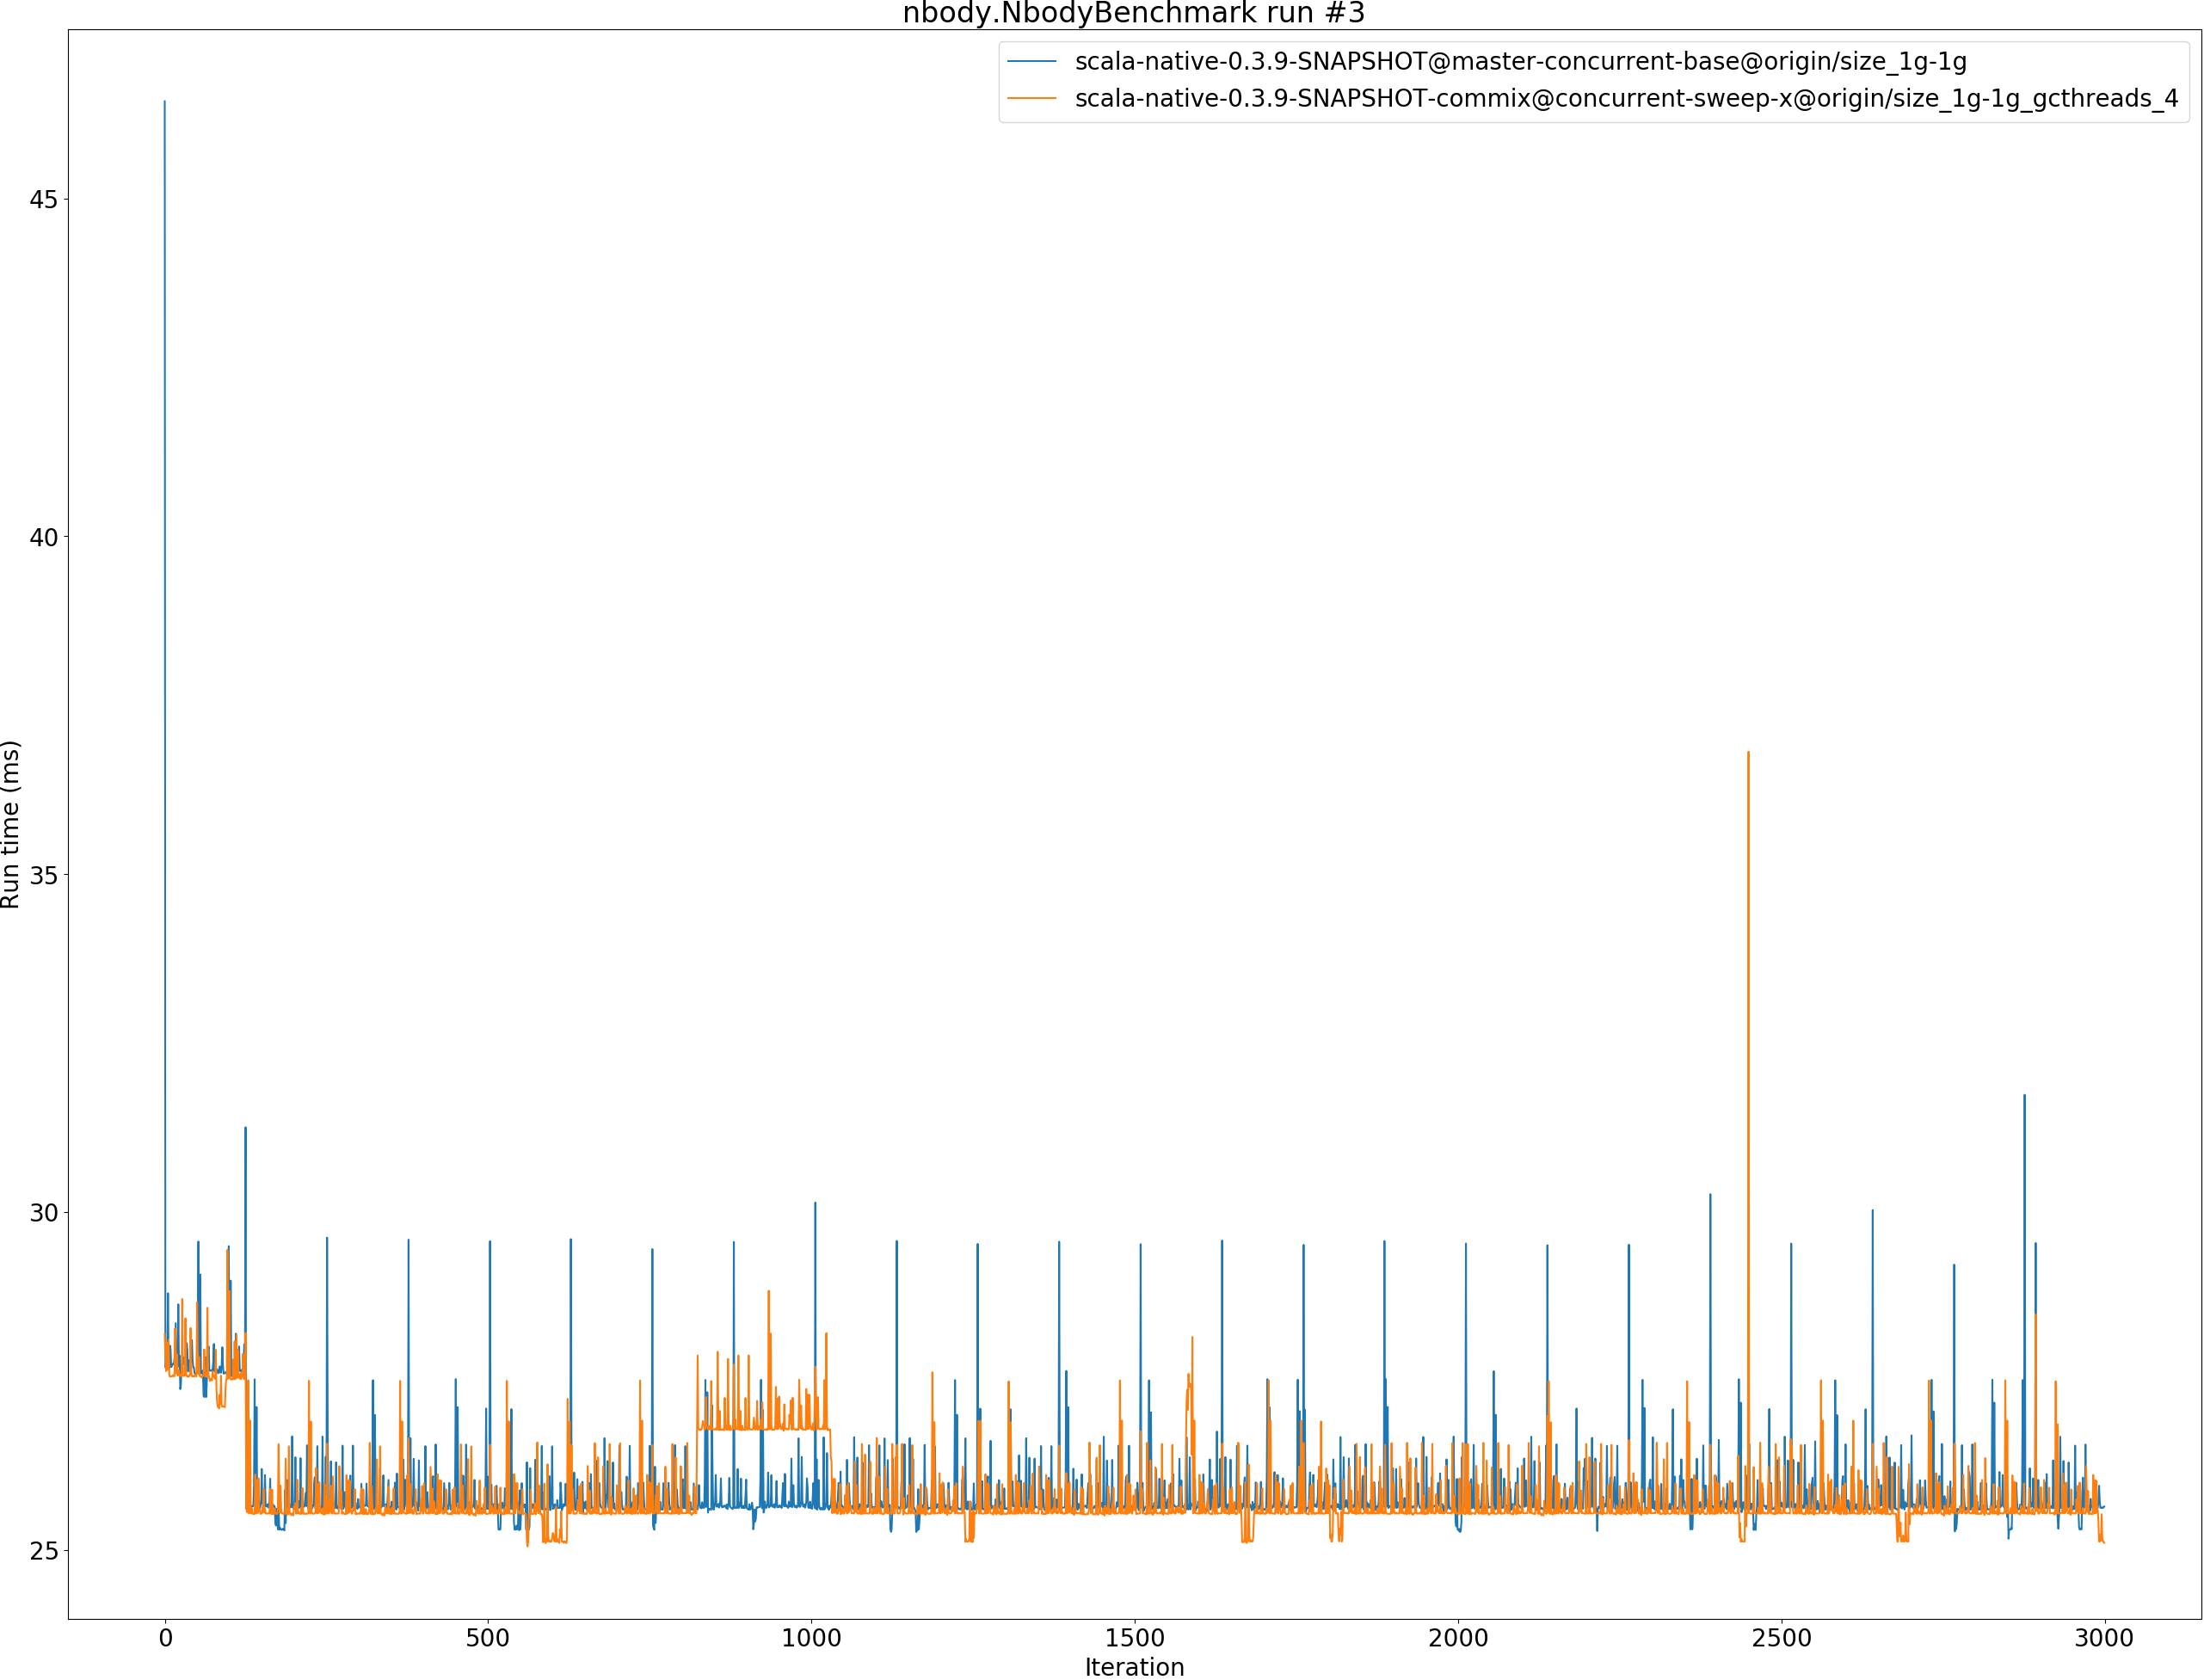 nbody.NbodyBenchmark run #3
scala-native-0.3.9-SNAPSHOT@master-concurrent-base@origin/size_1g-1g
scala-native-0.3.9-SNAPSHOT-commix@concurrent-sweep-x@origin/size_1g-1g_gcthreads_4
Run time (ms)
45
40
35
30
25
0 500 1000 1500 2000 2500 3000
Iteration